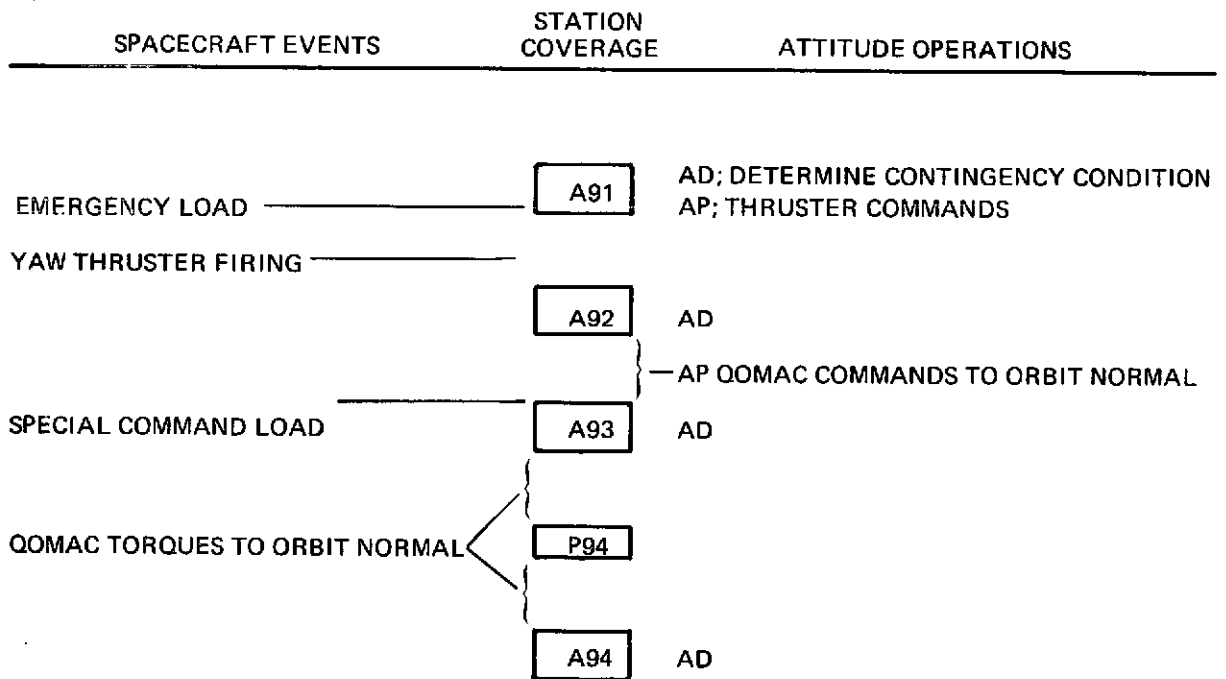 SPACECRAFT EVENTS
STATION
COVERAGE
ATTITUDE OPERATIONS
A91
AD; DETERMINE CONTINGENCY CONDITION
AP; THRUSTER COMMANDS
EMERGENCY LOAD
YAW THRUSTER FIRING
A92
AD
AP QOMAC COMMANDS TO ORBIT NORMAL
SPECIAL COMMAND LOAD
A93
AD
QOMAC TORQUES TO ORBIT NORMAL
P94
A94
AD